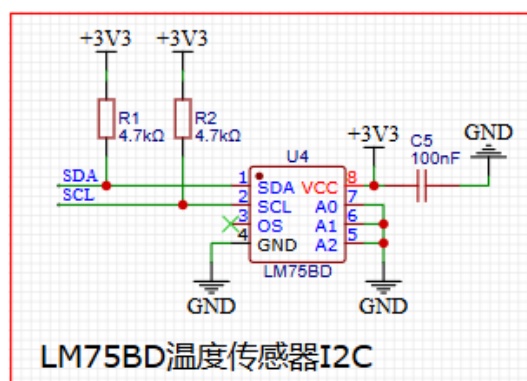 +3V3 +3V3
R1
4.7kΩ
R2
4.7kΩ
+3V3
C5
100nF
GND
U4
SDA
SCL
1 SDA VCC 8
2 SCL A0 7
3 OS A1 6
4 GND A2 5
LM75BD
GND
GND
LM75BD温度传感器I2C